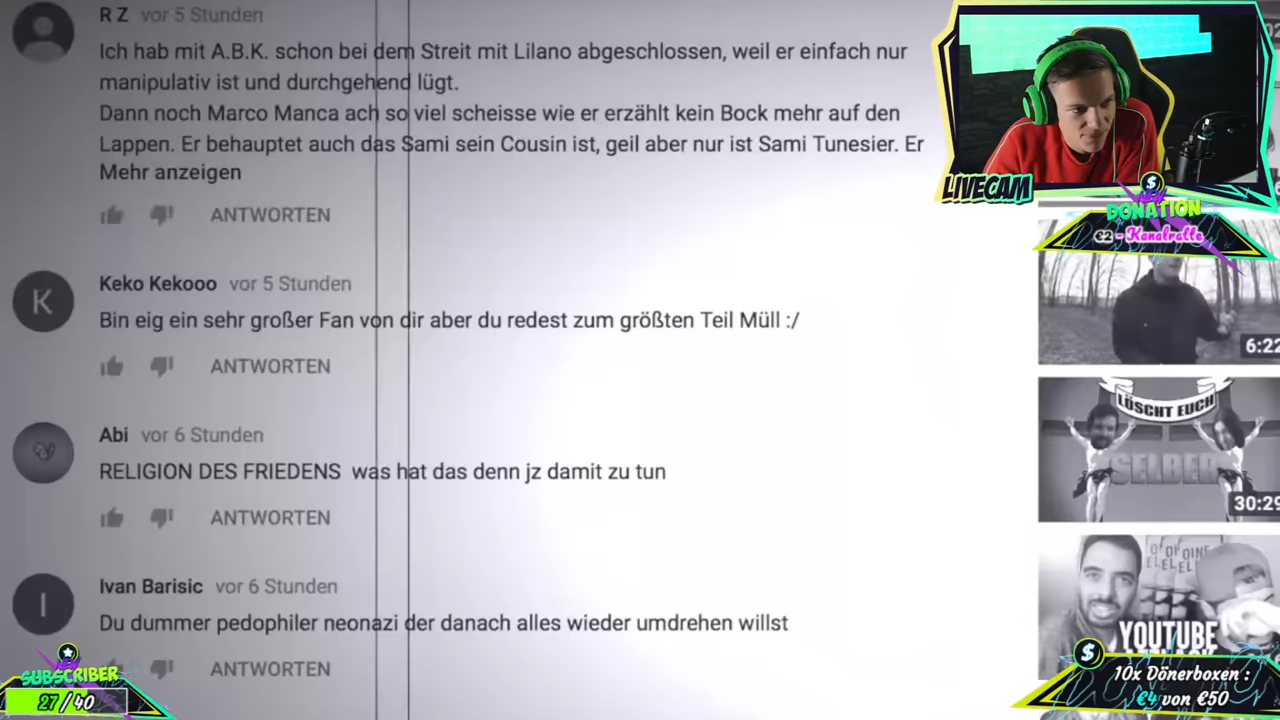 R Z vor 5 Stunden
Ich hab mit A.B.K. schon bei dem Streit mit Lilano abgeschlossen, weil er einfach nur
manipulativ ist und durchgehend lügt.
Dann noch Marco Manca ach so viel scheisse wie er erzählt kein Bock mehr auf den
Lappen. Er behauptet auch das Sami sein Cousin ist, geil aber nur ist Sami Tunesier. Er
Mehr anzeigen
ANTWORTEN
K
Keko Kekooo vor 5 Stunden
Bin eig ein sehr großer Fan von dir aber du redest zum größten Teil Müll :/
ANTWORTEN
Abi vor 6 Stunden
RELIGION DES FRIEDENS was hat das denn jz damit zu tun
ANTWORTEN
I
Ivan Barisic vor 6 Stunden
Du dummer pedophiler neonazi der danach alles wieder umdrehen willst
ANTWORTEN
NEW
SUBSCRIBER
27 / 40
LIVECAM
$
NEW
DONATION
€2 - Kanalratte
6:22
LÖSCHT EUCH
SELBER
30:29
YOUTUBE
$
10x Dönerboxen :
€4 von €50